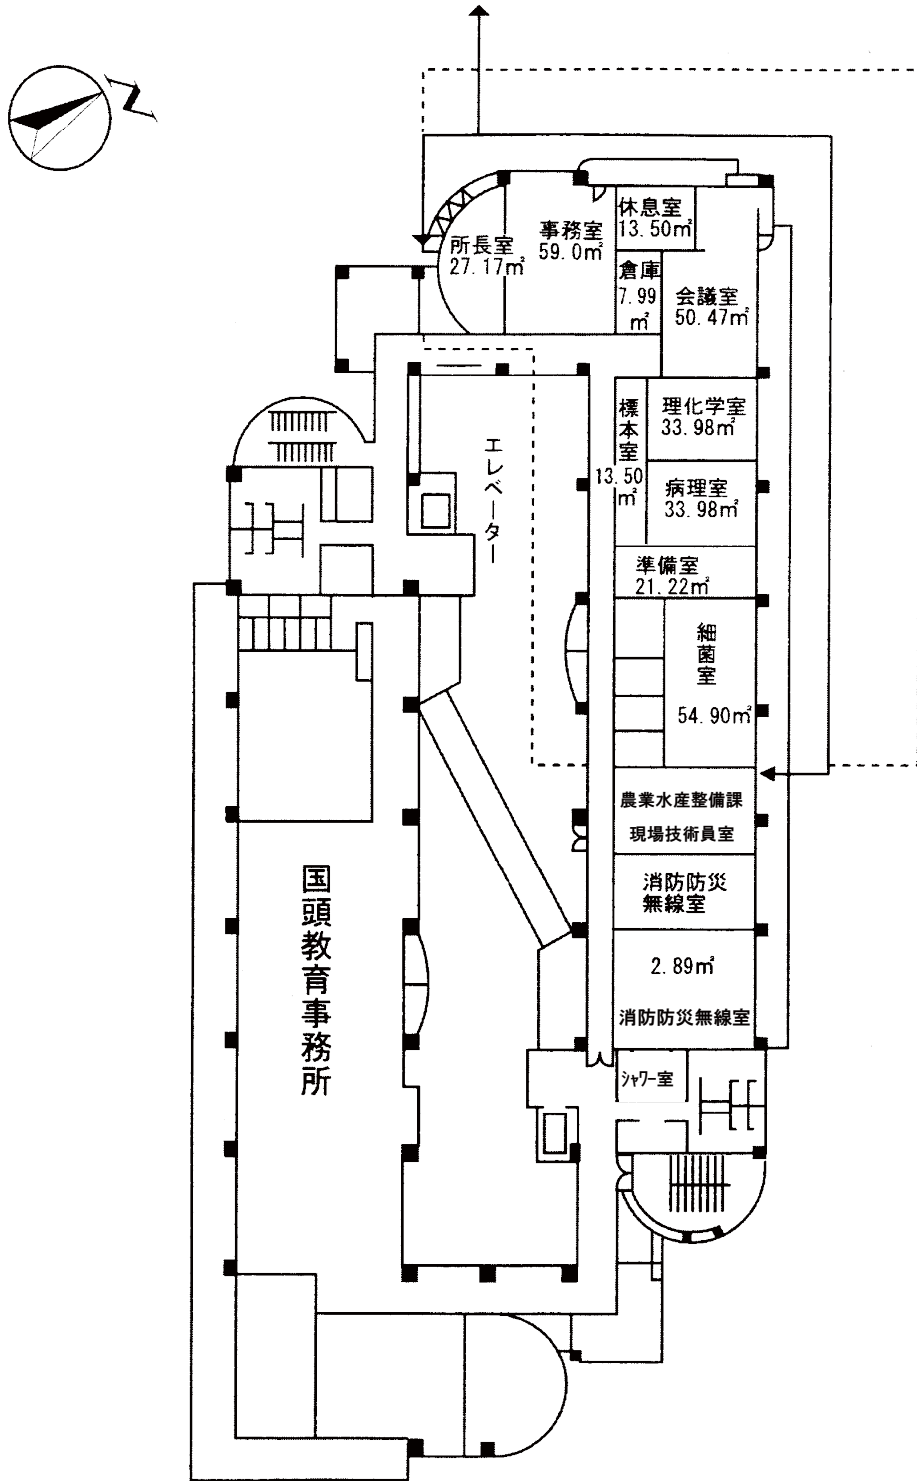 N
休息室
13.50㎡
事務室
59.0㎡
所長室
27.17㎡
倉庫
7.99
㎡
会議室
50.47㎡
標本室
13.50
㎡
理化学室
33.98㎡
エレベーター
病理室
33.98㎡
準備室
21.22㎡
細菌室
54.90㎡
農業水産整備課
現場技術員室
消防防災
無線室
国頭教育事務所
2.89㎡
消防防災無線室
シャワー室